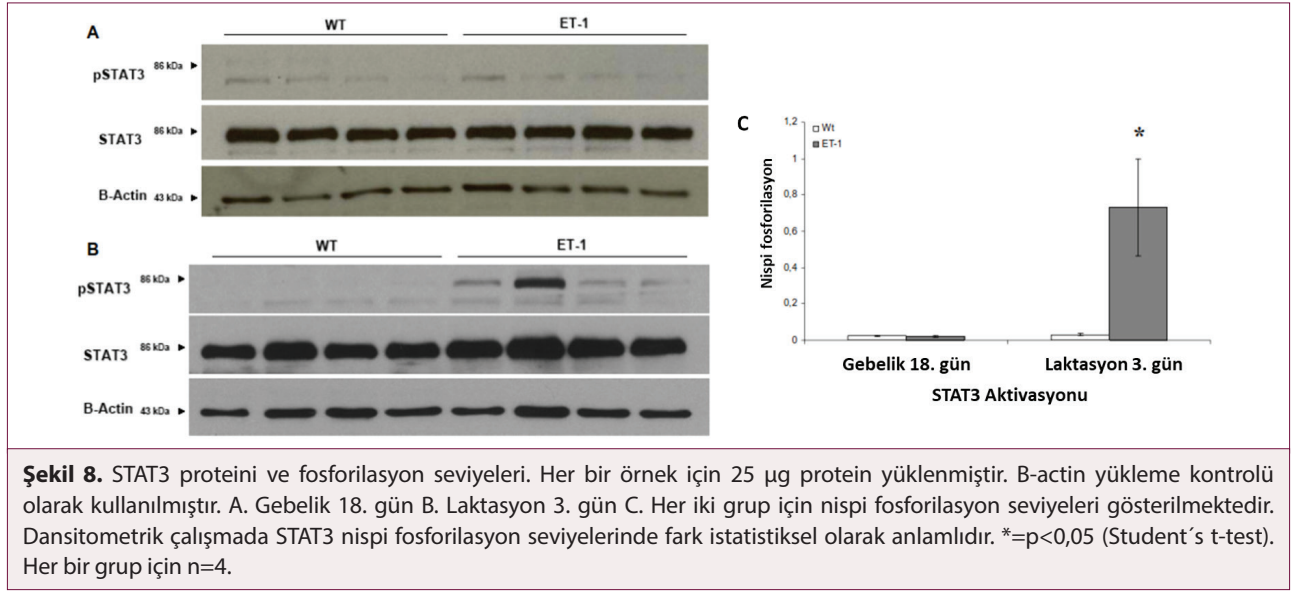 A
WT
ET-1
pSTAT3
86 kDa
STAT3
86 kDa
B-Actin
43 kDa
B
WT
ET-1
pSTAT3
86 kDa
STAT3
86 kDa
B-Actin
43 kDa
C
Nispi fosforilasyon
1,2
1
0,8
0,6
0,4
0,2
0
Wt
ET-1
*
Gebelik 18. gün
Laktasyon 3. gün
STAT3 Aktivasyonu
Şekil 8. STAT3 proteini ve fosforilasyon seviyeleri. Her bir örnek için 25 µg protein yüklenmiştir. B-actin yükleme kontrolü
olarak kullanılmıştır. A. Gebelik 18. gün B. Laktasyon 3. gün C. Her iki grup için nispi fosforilasyon seviyeleri gösterilmektedir.
Dansitometrik çalışmada STAT3 nispi fosforilasyon seviyelerinde fark istatistiksel olarak anlamlıdır. *=p<0,05 (Student´s t-test).
Her bir grup için n=4.